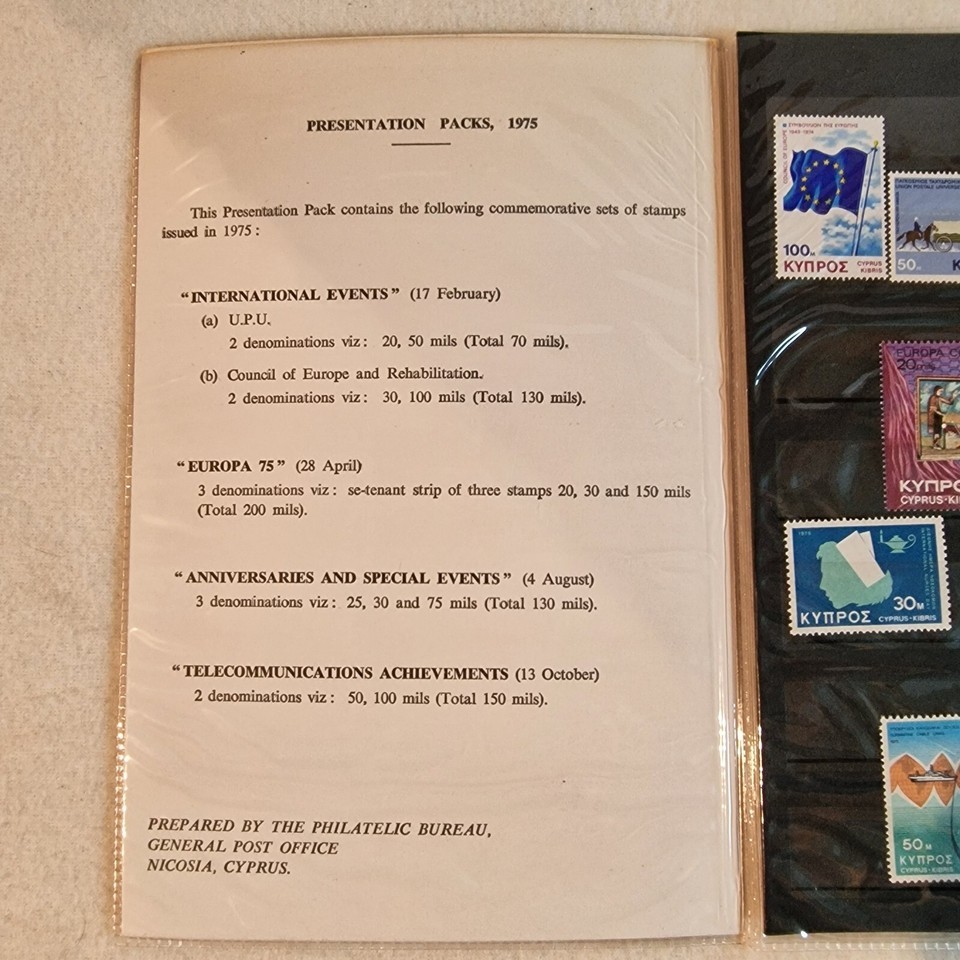 PRESENTATION PACKS, 1975
This Presentation Pack contains the following commemorative sets of stamps
issued in 1975 :
“INTERNATIONAL EVENTS” (17 February)
(a) U.P.U.
2 denominations viz : 20, 50 mils (Total 70 mils).
(b) Council of Europe and Rehabilitation.
2 denominations viz : 30, 100 mils (Total 130 mils).
“EUROPA 75” (28 April)
3 denominations viz : se-tenant strip of three stamps 20, 30 and 150 mils
(Total 200 mils).
“ANNIVERSARIES AND SPECIAL EVENTS” (4 August)
3 denominations viz : 25, 30 and 75 mils (Total 130 mils).
“TELECOMMUNICATIONS ACHIEVEMENTS (13 October)
2 denominations viz : 50, 100 mils (Total 150 mils).
PREPARED BY THE PHILATELIC BUREAU,
GENERAL POST OFFICE
NICOSIA, CYPRUS.
COUNCIL OF EUROPE
100M
ΚΥΠΡΟΣ CYPRUS
KIBRIS
50M
EUROPA
20
1975
30M
ΚΥΠΡΟΣ CYPRUS-KIBRIS
50M
ΚΥΠΡΟΣ
CYPRUS-KIBRIS